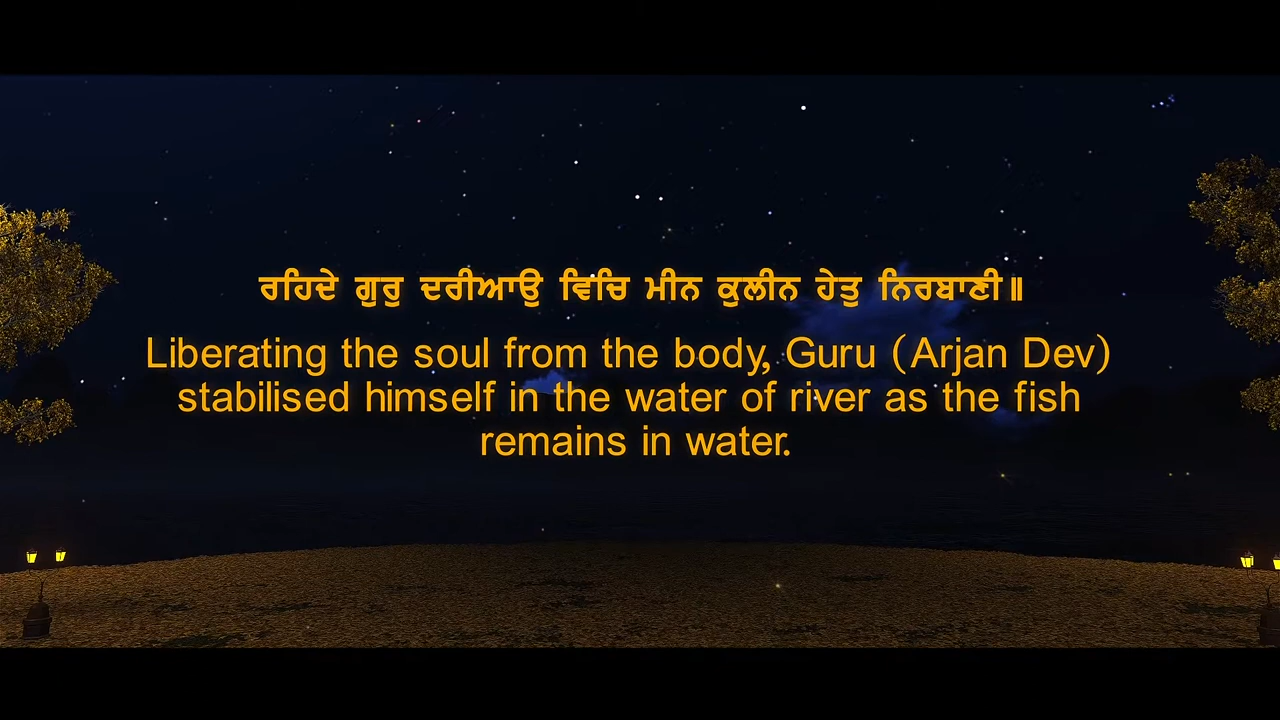 ਰਹਿਦੇ ਗੁਰੁ ਦਰੀਆਉ ਵਿਚਿ ਮੀਨ ਕੁਲੀਨ ਹੇਤੁ ਨਿਰਬਾਣੀ॥
Liberating the soul from the body, Guru (Arjan Dev)
stabilised himself in the water of river as the fish
remains in water.